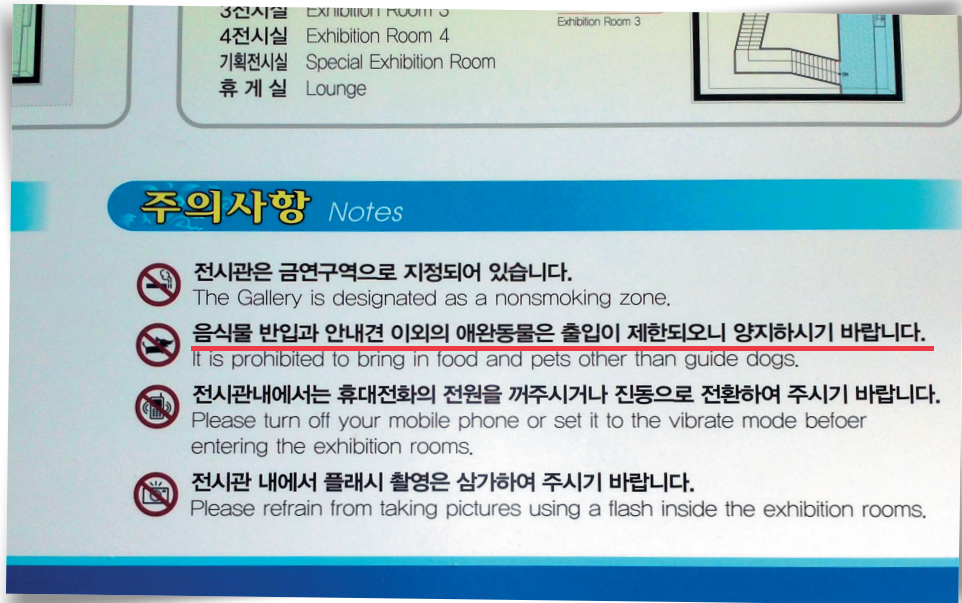 3전시실 Exhibition Room 3
Exhibition Room 3
4전시실 Exhibition Room 4
기획전시실 Special Exhibition Room
휴게실 Lounge
주의사항 Notes
전시관은 금연구역으로 지정되어 있습니다.
The Gallery is designated as a nonsmoking zone.
음식물 반입과 안내견 이외의 애완동물은 출입이 제한되오니 양지하시기 바랍니다.
It is prohibited to bring in food and pets other than guide dogs.
전시관내에서는 휴대전화의 전원을 꺼주시거나 진동으로 전환하여 주시기 바랍니다.
Please turn off your mobile phone or set it to the vibrate mode befoer
entering the exhibition rooms.
전시관 내에서 플래시 촬영은 삼가하여 주시기 바랍니다.
Please refrain from taking pictures using a flash inside the exhibition rooms.